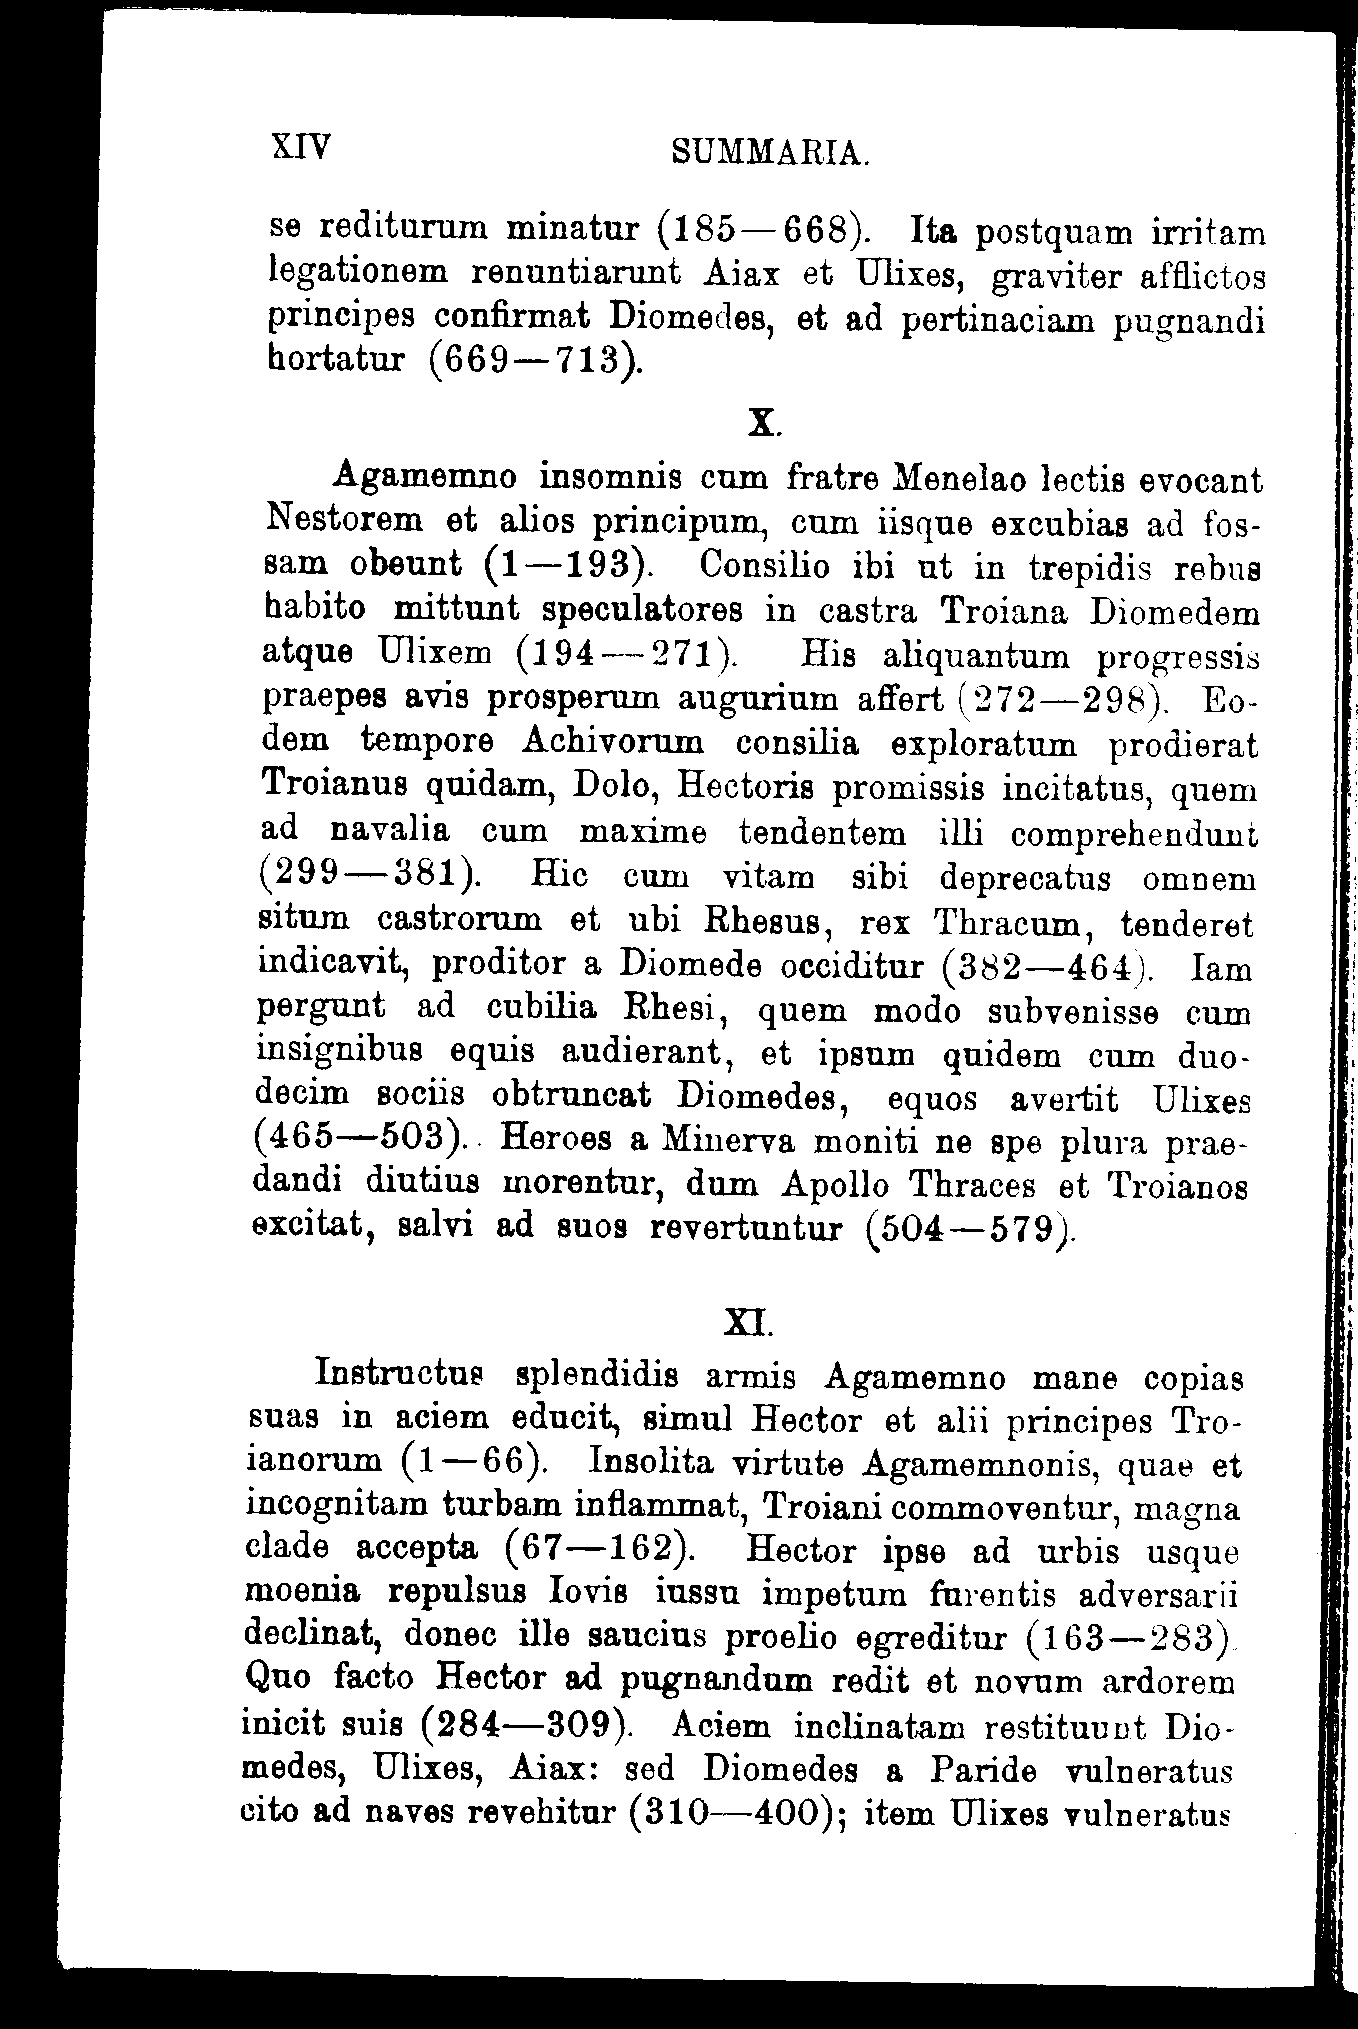 XIV SUMMARIA.
se rediturum minatur (185—668). Ita postquam irritam
legationem renuntiarunt Aiax et Ulixes, graviter afflictos
principes confirmat Diomedes, et ad pertinaciam pugnandi
hortatur (669—713).
X.
Agamemno insomnis cum fratre Menelao lectis evocant
Nestorem et alios principum, cum iisque excubias ad fos-
sam obeunt (1—193). Consilio ibi ut in trepidis rebus
habito mittunt speculatores in castra Troiana Diomedem
atque Ulixem (194—271). His aliquantum progressis
praepes avis prosperum augurium affert (272—298). Eo-
dem tempore Achivorum consilia exploratum prodierat
Troianus quidam, Dolo, Hectoris promissis incitatus, quem
ad navalia cum maxime tendentem illi comprehendunt
(299—381). Hic cum vitam sibi deprecatus omnem
situm castrorum et ubi Rhesus, rex Thracum, tenderet
indicavit, proditor a Diomede occiditur (382—464). Iam
pergunt ad cubilia Rhesi, quem modo subvenisse cum
insignibus equis audierant, et ipsum quidem cum duo-
decim sociis obtruncat Diomedes, equos avertit Ulixes
(465—503). Heroes a Minerva moniti ne spe plura prae-
dandi diutius morentur, dum Apollo Thraces et Troianos
excitat, salvi ad suos revertuntur (504—579).
XI.
Instructus splendidis armis Agamemno mane copias
suas in aciem educit, simul Hector et alii principes Tro-
ianorum (1—66). Insolita virtute Agamemnonis, quae et
incognitam turbam inflammat, Troiani commoventur, magna
clade accepta (67—162). Hector ipse ad urbis usque
moenia repulsus Iovis iussu impetum furentis adversarii
declinat, donec ille saucius proelio egreditur (163—283).
Quo facto Hector ad pugnandum redit et novum ardorem
inicit suis (284—309). Aciem inclinatam restituunt Dio-
medes, Ulixes, Aiax: sed Diomedes a Paride vulneratus
cito ad naves revehitur (310—400); item Ulixes vulneratus